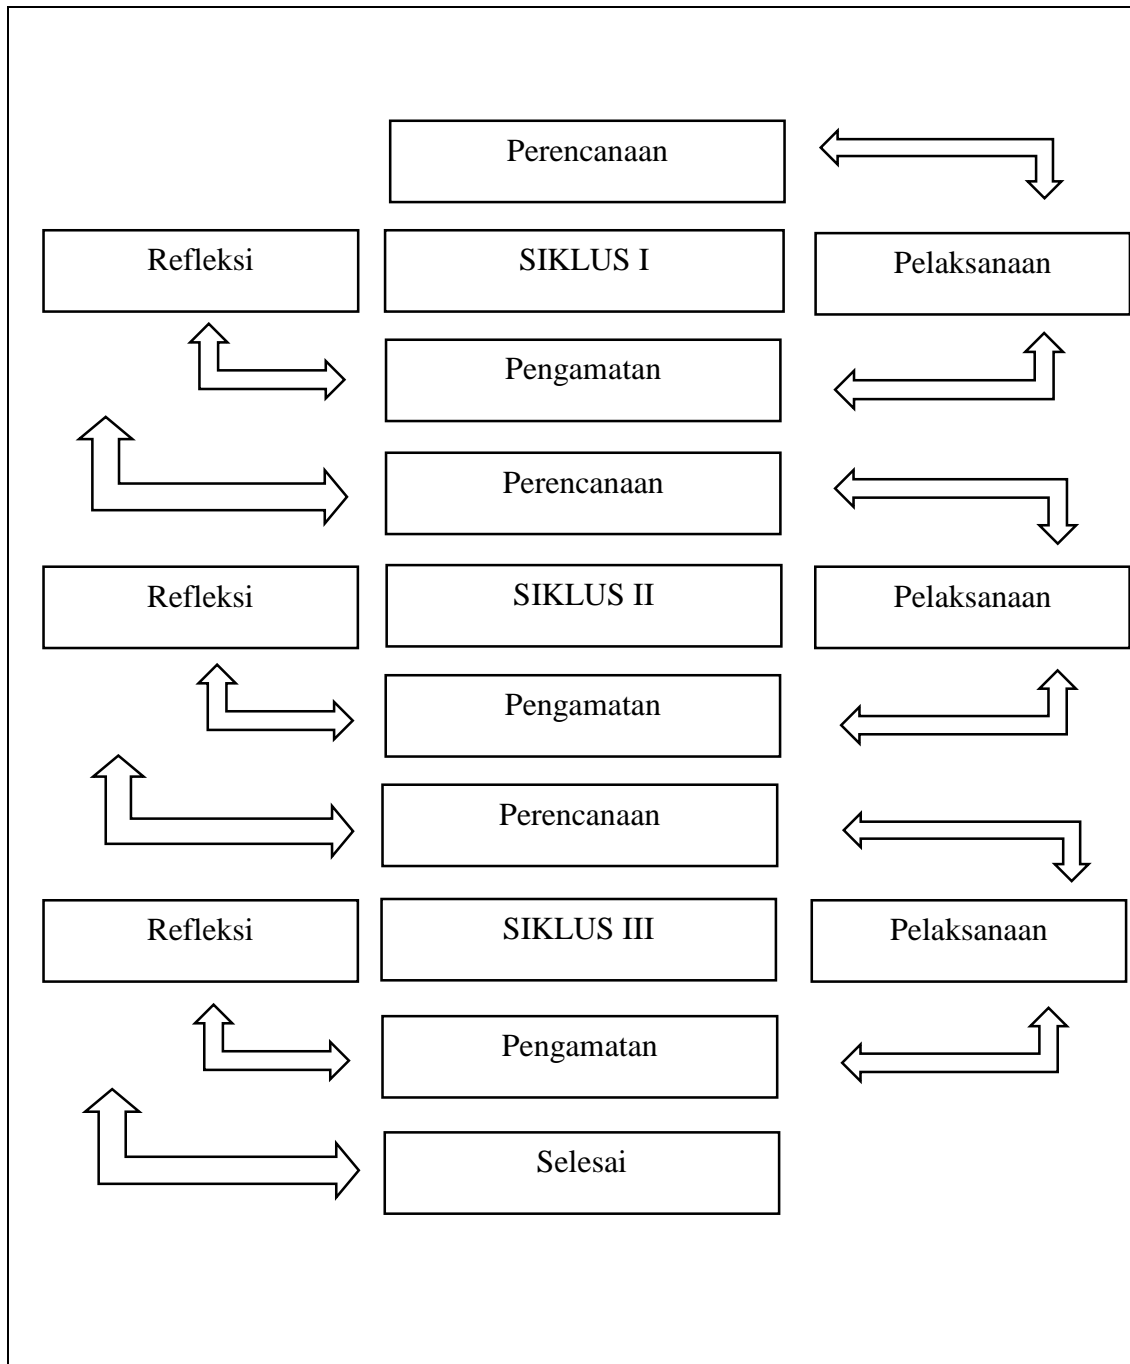 Perencanaan
Refleksi
SIKLUS I
Pelaksanaan
Pengamatan
Perencanaan
Refleksi
SIKLUS II
Pelaksanaan
Pengamatan
Perencanaan
Refleksi
SIKLUS III
Pelaksanaan
Pengamatan
Selesai